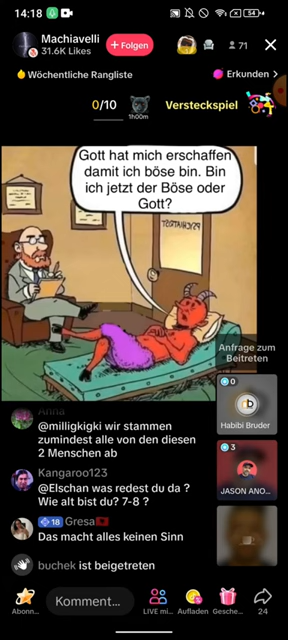 14:18
54
Machiavelli
31.6K Likes
+ Folgen
71
Wöchentliche Rangliste
Erkunden >
0/10
1h00m
Versteckspiel
Gott hat mich erschaffen
damit ich böse bin. Bin
ich jetzt der Böse oder
Gott?
PSYCHIATRIST
Anfrage zum
Beitreten
Anna
@milligkigki wir stammen
zumindest alle von den diesen
2 Menschen ab
0
Habibi Bruder
Kangaroo123
@Elschan was redest du da ?
Wie alt bist du? 7-8 ?
3
JASON ANO...
18 Gresa
Das macht alles keinen Sinn
buchek ist beigetreten
Abonn...
Komment...
LIVE mi...
Aufladen
Gesche...
24